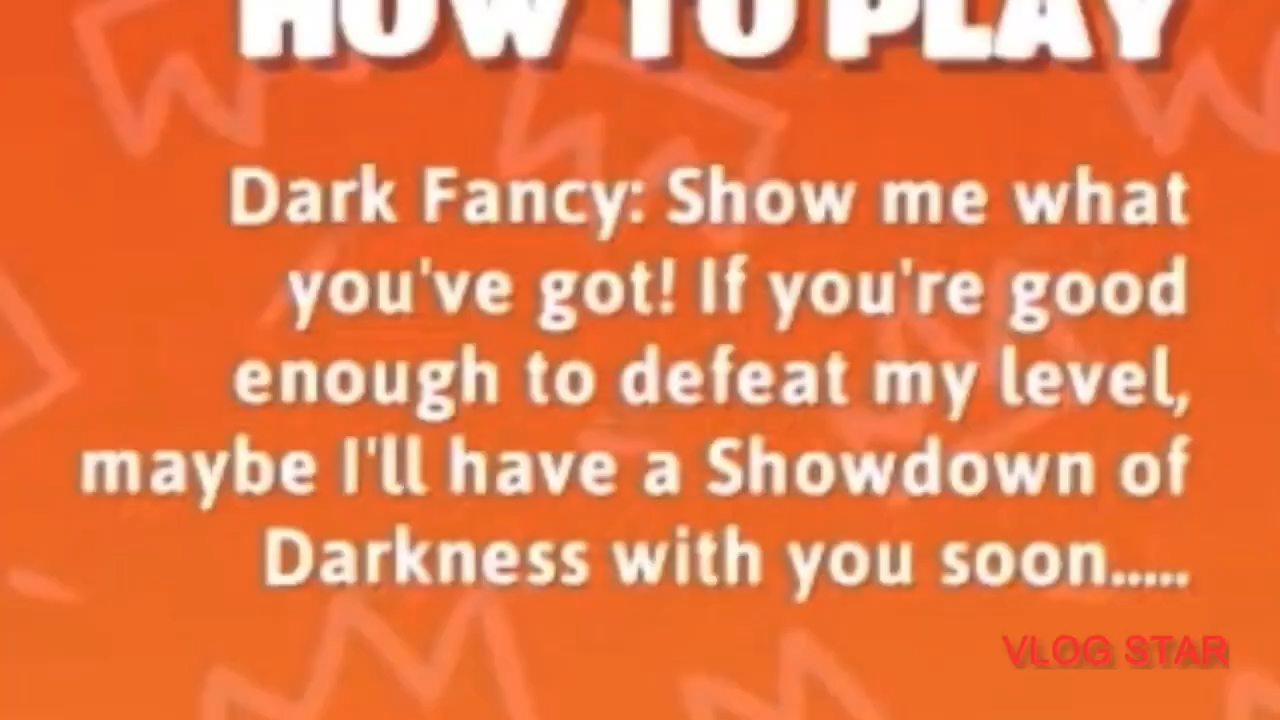 HOW TO PLAY
Dark Fancy: Show me what
you've got! If you're good
enough to defeat my level,
maybe I'll have a Showdown of
Darkness with you soon.....
VLOG STAR